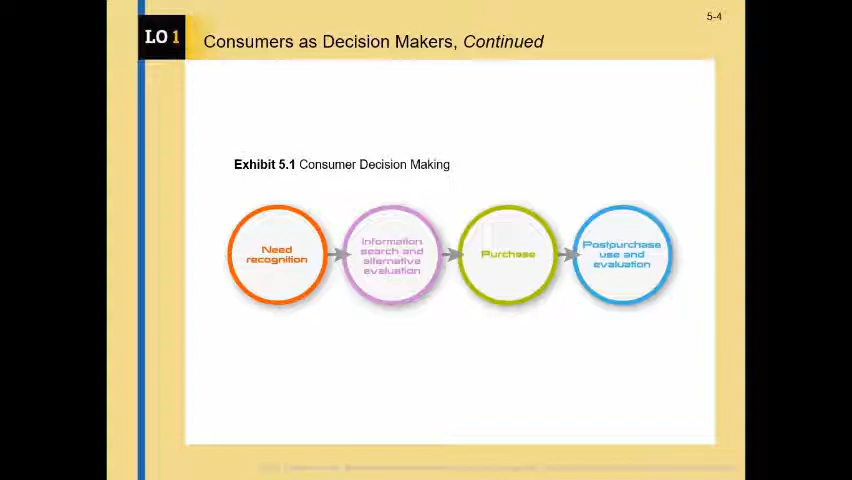 5-4
LO 1
Consumers as Decision Makers, Continued
Exhibit 5.1 Consumer Decision Making
Need
recognition
Information
search and
alternative
evaluation
Purchase
Postpurchase
use and
evaluation